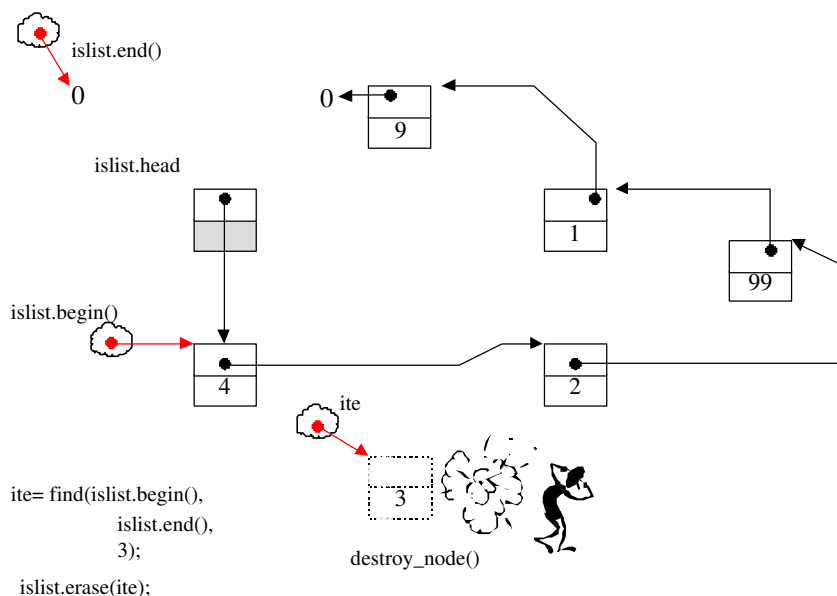 islist.end()
0
0
9
islist.head
1
99
islist.begin()
4
2
ite
3
ite= find(islist.begin(),
islist.end(),
3);
destroy_node()
islist.erase(ite);